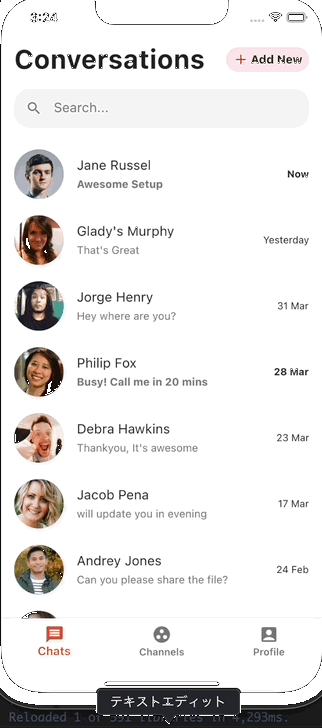 3:24
Conversations
+ Add New
Search...
Jane Russel
Awesome Setup
Now
Glady's Murphy
That's Great
Yesterday
Jorge Henry
Hey where are you?
31 Mar
Philip Fox
Busy! Call me in 20 mins
28 Mar
Debra Hawkins
Thankyou, It's awesome
23 Mar
Jacob Pena
will update you in evening
17 Mar
Andrey Jones
Can you please share the file?
24 Feb
Chats
Channels
Profile
テキストエディット
Reloaded 1 of 591 libraries in 4,293ms.